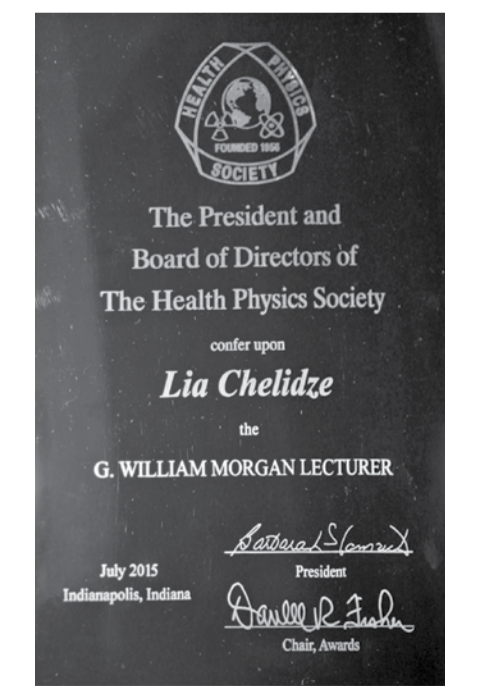 HEALTH PHYSICS
FOUNDED 1956
SOCIETY
The President and
Board of Directors of
The Health Physics Society
confer upon
Lia Chelidze
the
G. WILLIAM MORGAN LECTURER
July 2015
Indianapolis, Indiana
President
Chair, Awards